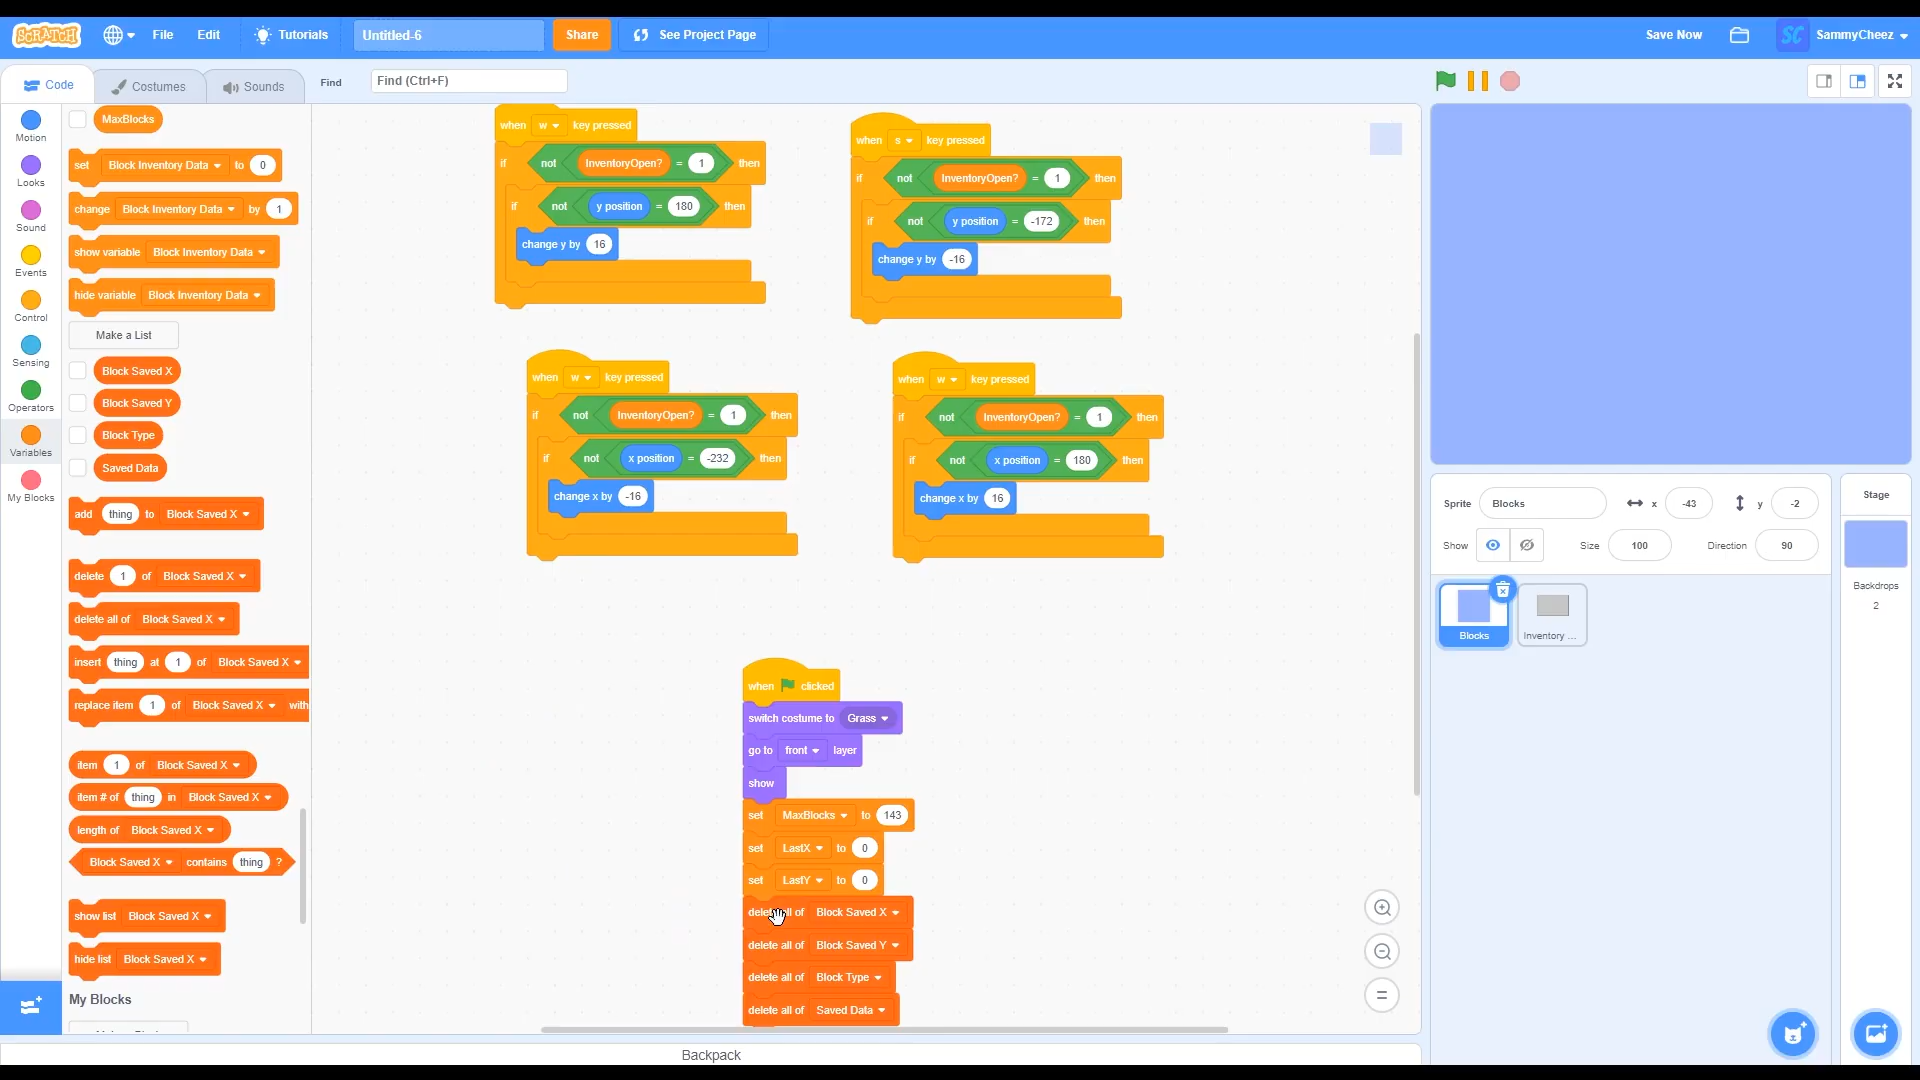 SCRATCH File Edit Tutorials Untitled-6 Share See Project Page Save Now SC SammyCheez
Code Costumes Sounds Find Find (Ctrl+F)
Motion
Looks
Sound
Events
Control
Sensing
Operators
Variables
My Blocks
MaxBlocks
set Block Inventory Data to 0
change Block Inventory Data by 1
show variable Block Inventory Data
hide variable Block Inventory Data
Make a List
Block Saved X
Block Saved Y
Block Type
Saved Data
add thing to Block Saved X
delete 1 of Block Saved X
delete all of Block Saved X
insert thing at 1 of Block Saved X
replace item 1 of Block Saved X with
item 1 of Block Saved X
item # of thing in Block Saved X
length of Block Saved X
Block Saved X contains thing ?
show list Block Saved X
hide list Block Saved X
My Blocks
when w key pressed
if not InventoryOpen? = 1 then
if not y position = 180 then
change y by 16
when s key pressed
if not InventoryOpen? = 1 then
if not y position = -172 then
change y by -16
when w key pressed
if not InventoryOpen? = 1 then
if not x position = -232 then
change x by -16
when w key pressed
if not InventoryOpen? = 1 then
if not x position = 180 then
change x by 16
when clicked
switch costume to Grass
go to front layer
show
set MaxBlocks to 143
set LastX to 0
set LastY to 0
delete all of Block Saved X
delete all of Block Saved Y
delete all of Block Type
delete all of Saved Data
Backpack
Sprite Blocks x -43 y -2
Show Size 100 Direction 90
Blocks
Inventory ...
Stage
Backdrops
2